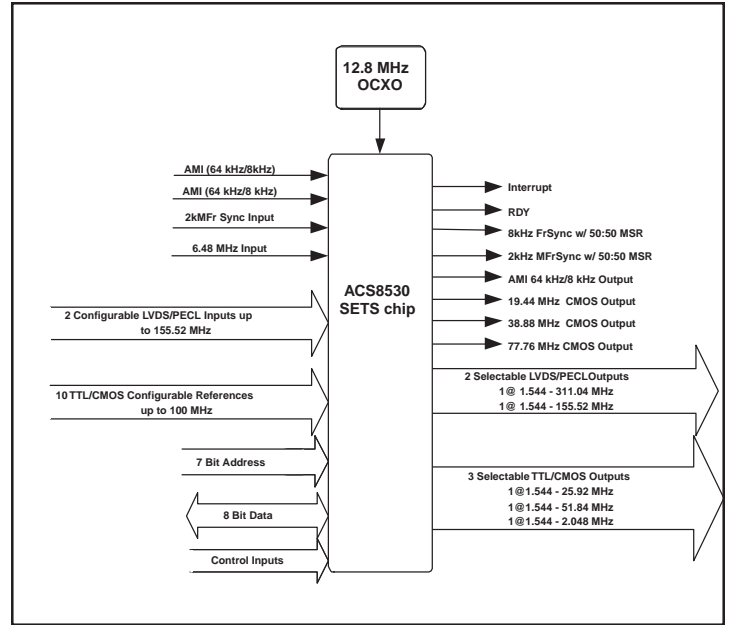 12.8 MHz
OCXO
AMI (64 kHz/8kHz)
AMI (64 kHz/8 kHz)
2kMFr Sync Input
6.48 MHz Input
2 Configurable LVDS/PECL Inputs up
to 155.52 MHz
10 TTL/CMOS Configurable References
up to 100 MHz
7 Bit Address
8 Bit Data
Control Inputs
ACS8530
SETS chip
Interrupt
RDY
8kHz FrSync w/ 50:50 MSR
2kHz MFrSync w/ 50:50 MSR
AMI 64 kHz/8 kHz Output
19.44 MHz CMOS Output
38.88 MHz CMOS Output
77.76 MHz CMOS Output
2 Selectable LVDS/PECLOutputs
1@ 1.544 - 311.04 MHz
1@ 1.544 - 155.52 MHz
3 Selectable TTL/CMOS Outputs
1@1.544 - 25.92 MHz
1@1.544 - 51.84 MHz
1@1.544 - 2.048 MHz